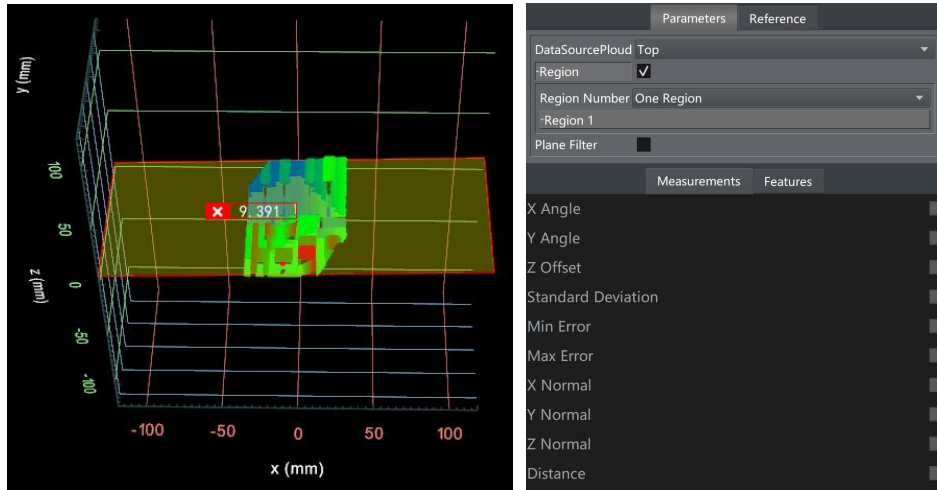 y (mm)
100
50
0
-50
-100
z (mm)
9.391
-100
-50
0
50
100
x (mm)
Parameters
Reference
DataSourcePloud Top
-Region
Region Number One Region
-Region 1
Plane Filter
Measurements
Features
X Angle
Y Angle
Z Offset
Standard Deviation
Min Error
Max Error
X Normal
Y Normal
Z Normal
Distance